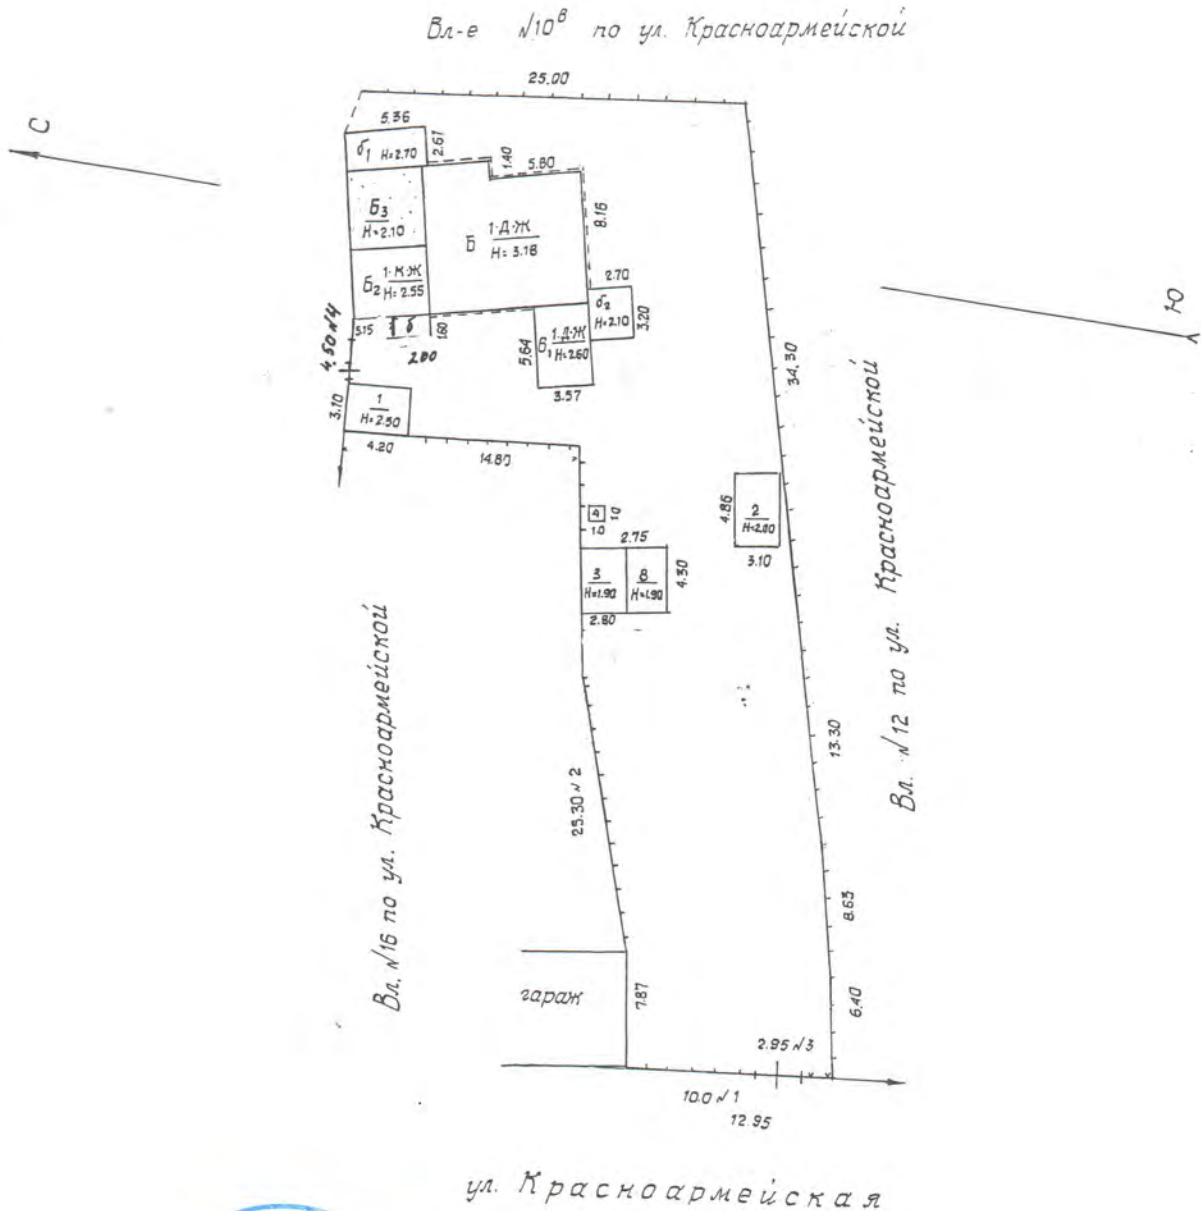 Вл-е №10в по ул. Красноармейской
25.00
С
5.36
б1 Н=2.70
2.61
1.40
5.80
Б3
Н=2.10
Б 1-Д-Ж
Н=3.18
8.16
Б2 1-К-Ж
Н=2.55
2.70
б2
Н=2.10
3.20
Ю
3.15
б
1.60
2.00
4.50 №4
5.64
Б1 1-Д-Ж
Н=2.60
3.57
34.30
3.10
1
Н=2.50
4.20
14.80
4
1.0
1.0
4.86
2
Н=2.00
3.10
2.75
3
Н=1.90
8
Н=1.90
4.30
2.80
Вл. №16 по ул. Красноармейской
Вл. №12 по ул. Красноармейской
13.30
25.30 №2
8.63
гараж
7.87
6.40
2.95 №3
10.0 №1
12.95
ул. Красноармейская